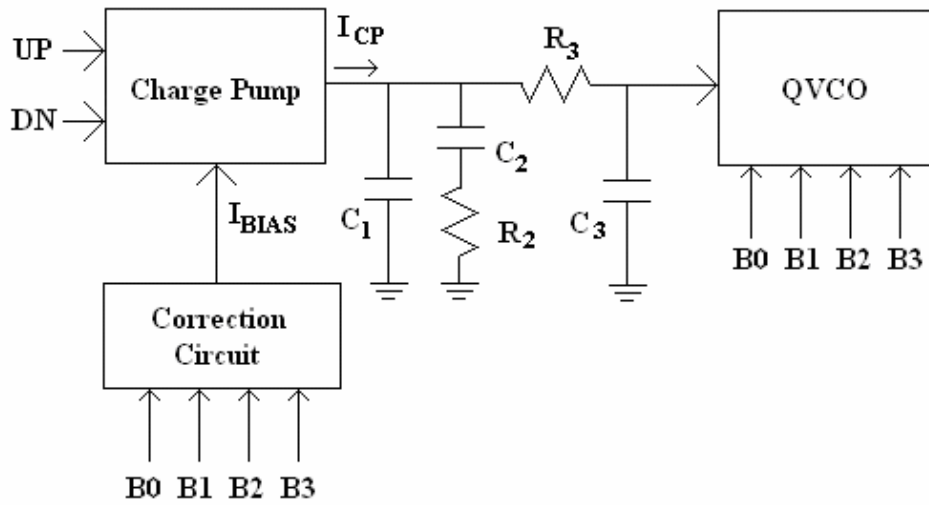 UP
DN
Charge Pump
I_CP
R_3
QVCO
C_2
C_1
R_2
C_3
I_BIAS
B0 B1 B2 B3
Correction
Circuit
B0 B1 B2 B3